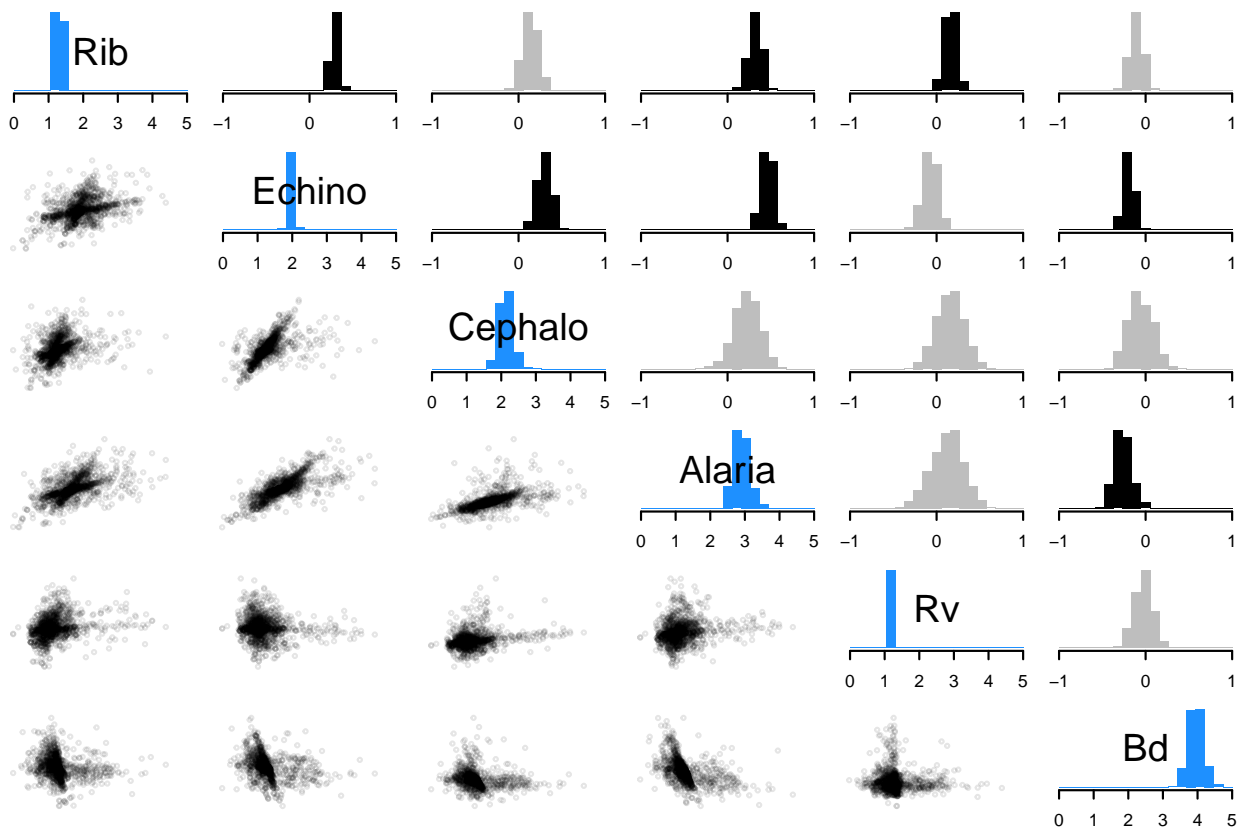 Rib
0 1 2 3 4 5 −1 0 1 −1 0 1 −1 0 1 −1 0 1 −1 0 1
Echino
0 1 2 3 4 5 −1 0 1 −1 0 1 −1 0 1 −1 0 1
Cephalo
0 1 2 3 4 5 −1 0 1 −1 0 1 −1 0 1
Alaria
0 1 2 3 4 5 −1 0 1 −1 0 1
Rv
0 1 2 3 4 5 −1 0 1
Bd
0 1 2 3 4 5